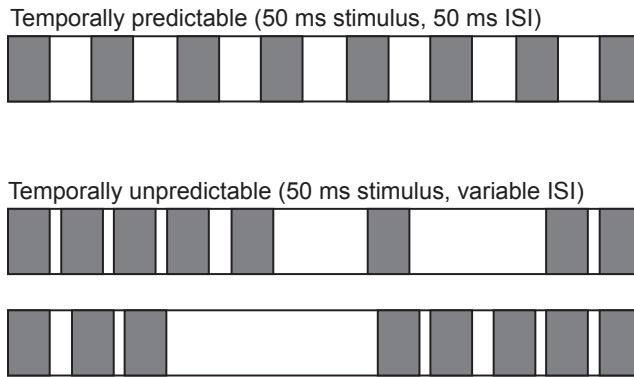 Temporally predictable (50 ms stimulus, 50 ms ISI)
Temporally unpredictable (50 ms stimulus, variable ISI)